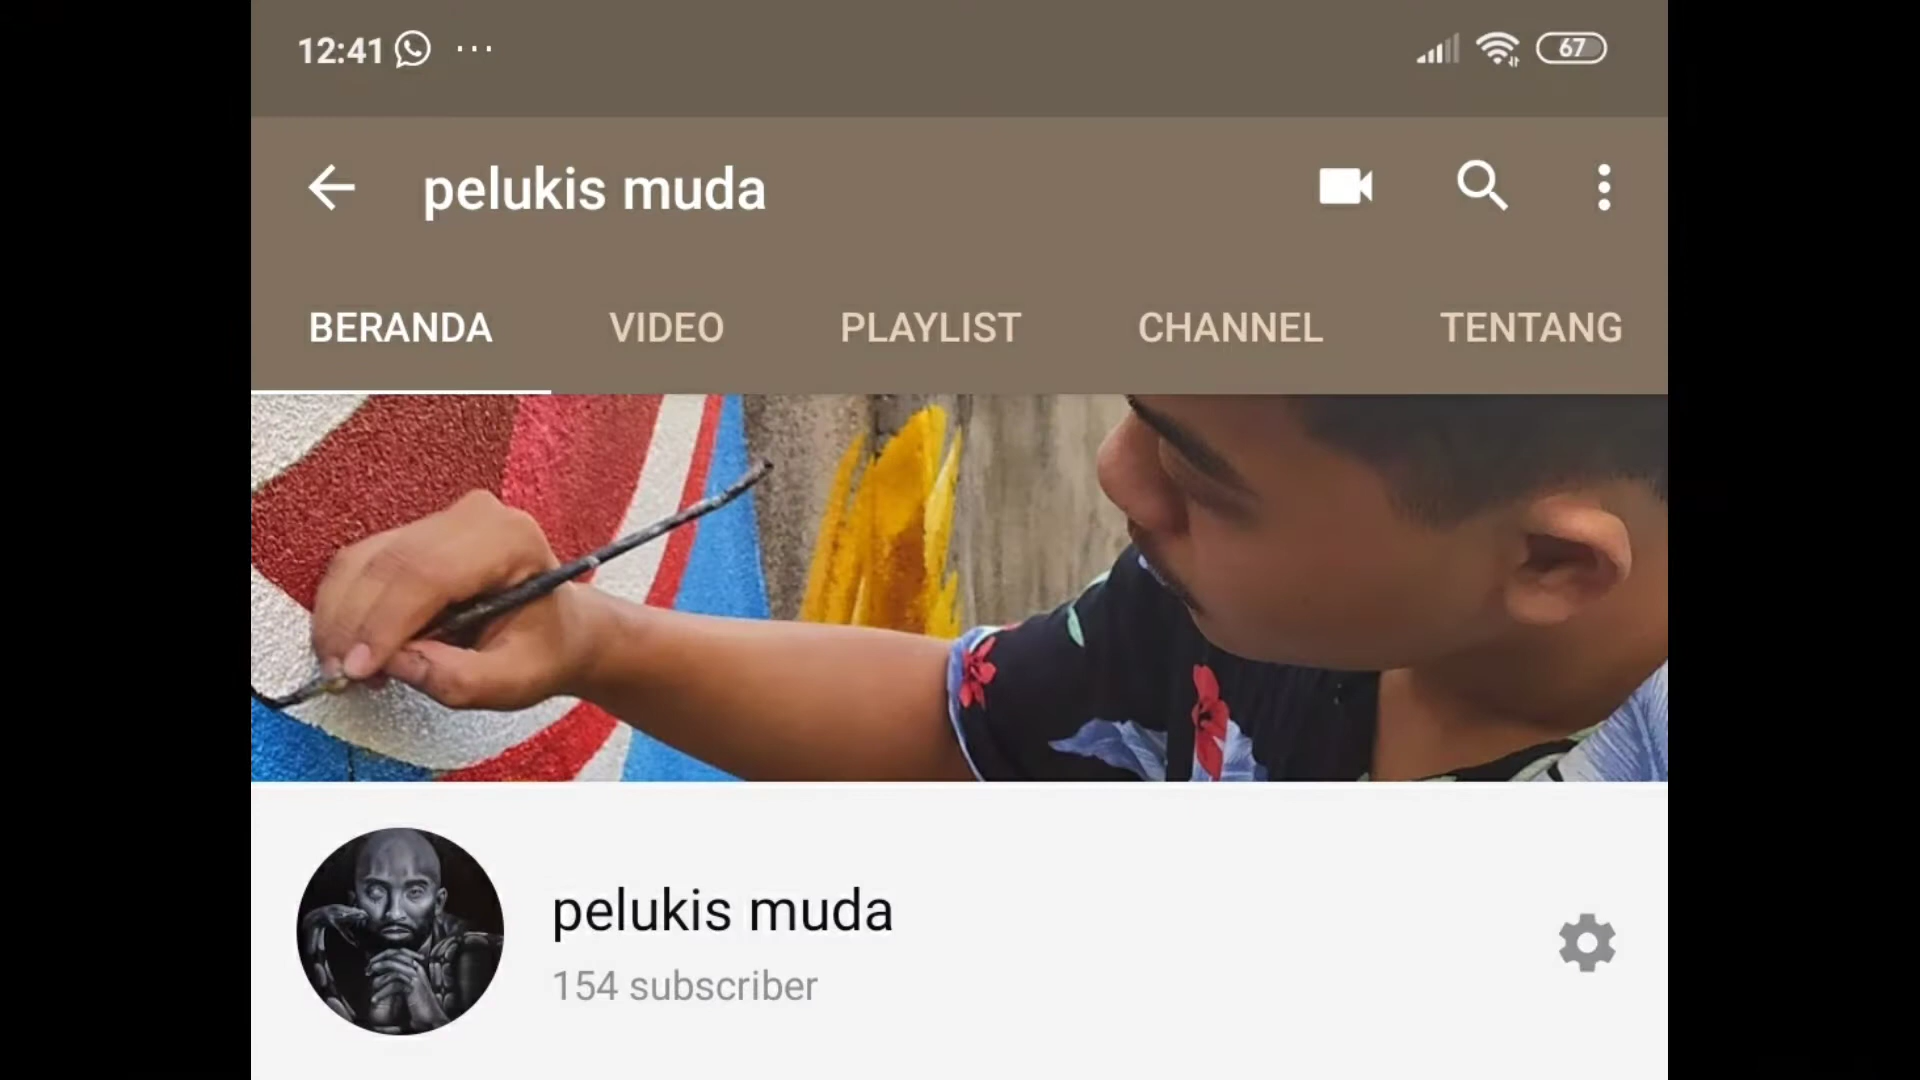 12:41
67
pelukis muda
BERANDA VIDEO PLAYLIST CHANNEL TENTANG
pelukis muda
154 subscriber